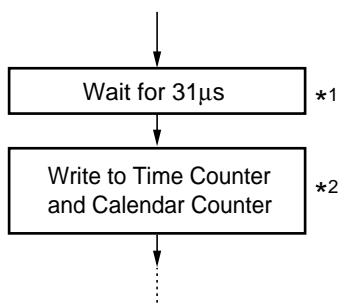 Wait for 31μs
*1
Write to Time Counter
and Calendar Counter
*2